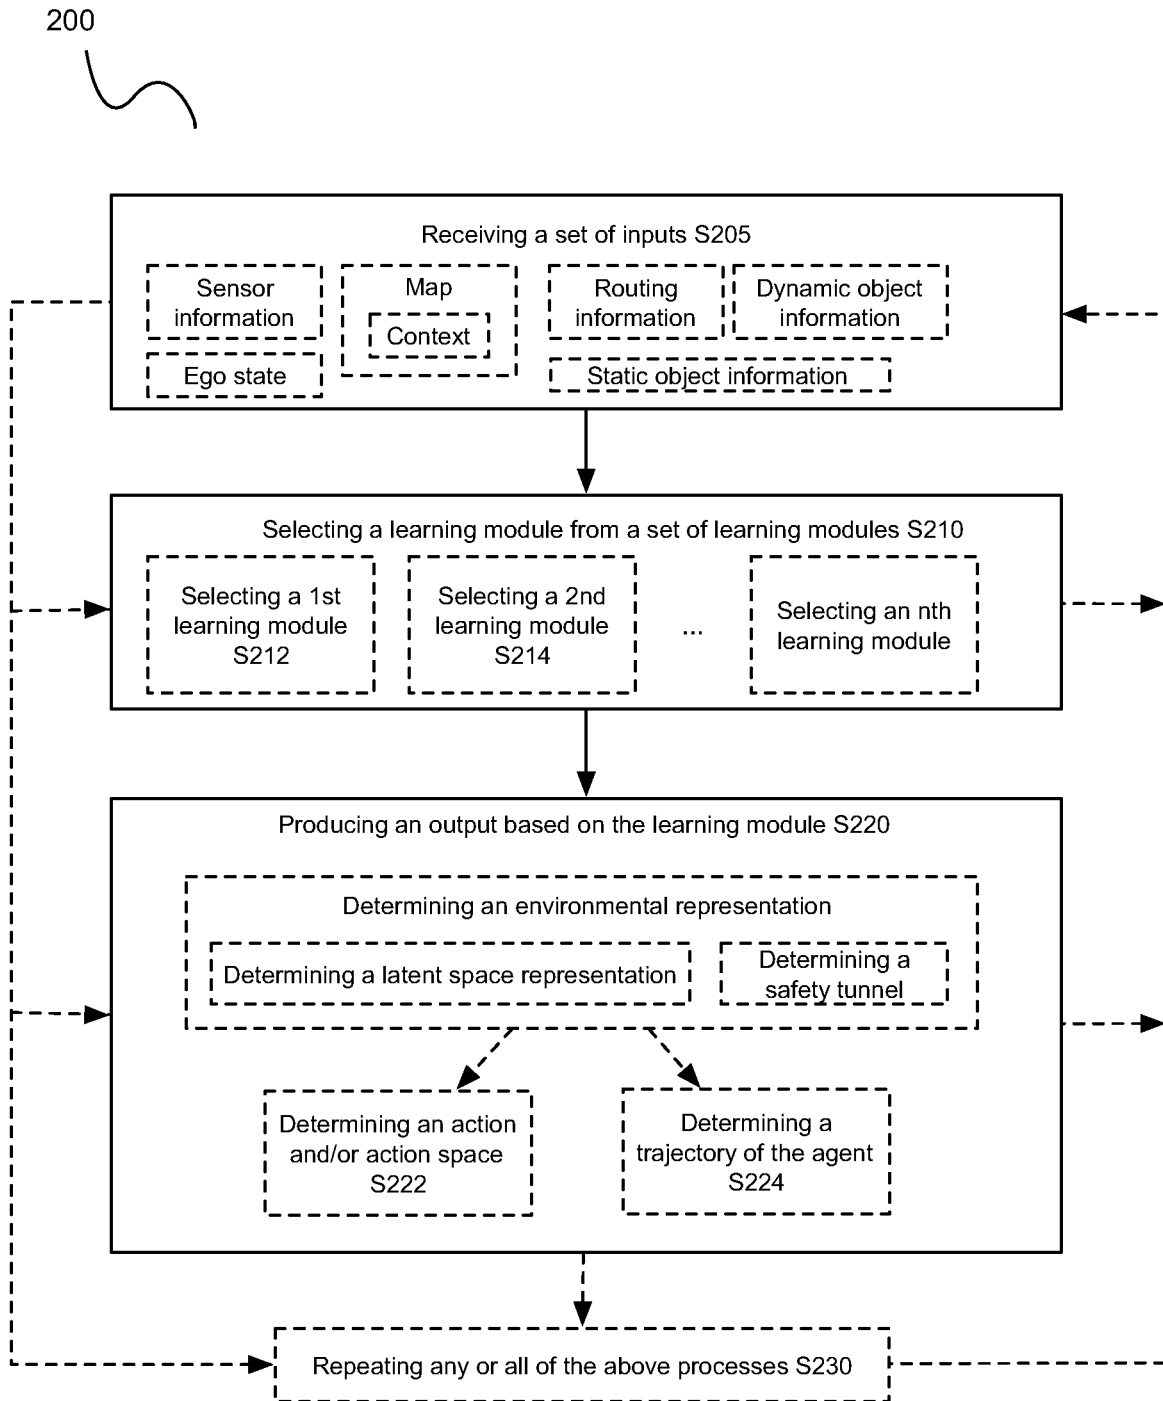 200
Receiving a set of inputs S205
Sensor
information
Map
Context
Routing
information
Dynamic object
information
Ego state
Static object information
Selecting a learning module from a set of learning modules S210
Selecting a 1st
learning module
S212
Selecting a 2nd
learning module
S214
...
Selecting an nth
learning module
Producing an output based on the learning module S220
Determining an environmental representation
Determining a latent space representation
Determining a
safety tunnel
Determining an action
and/or action space
S222
Determining a
trajectory of the agent
S224
Repeating any or all of the above processes S230